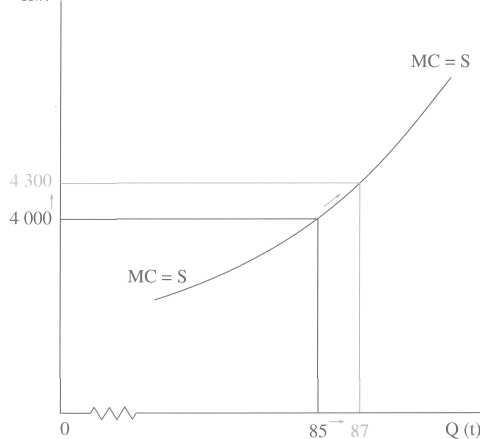 MC = S
4 300
4 000
MC = S
0
85
87
Q (t)